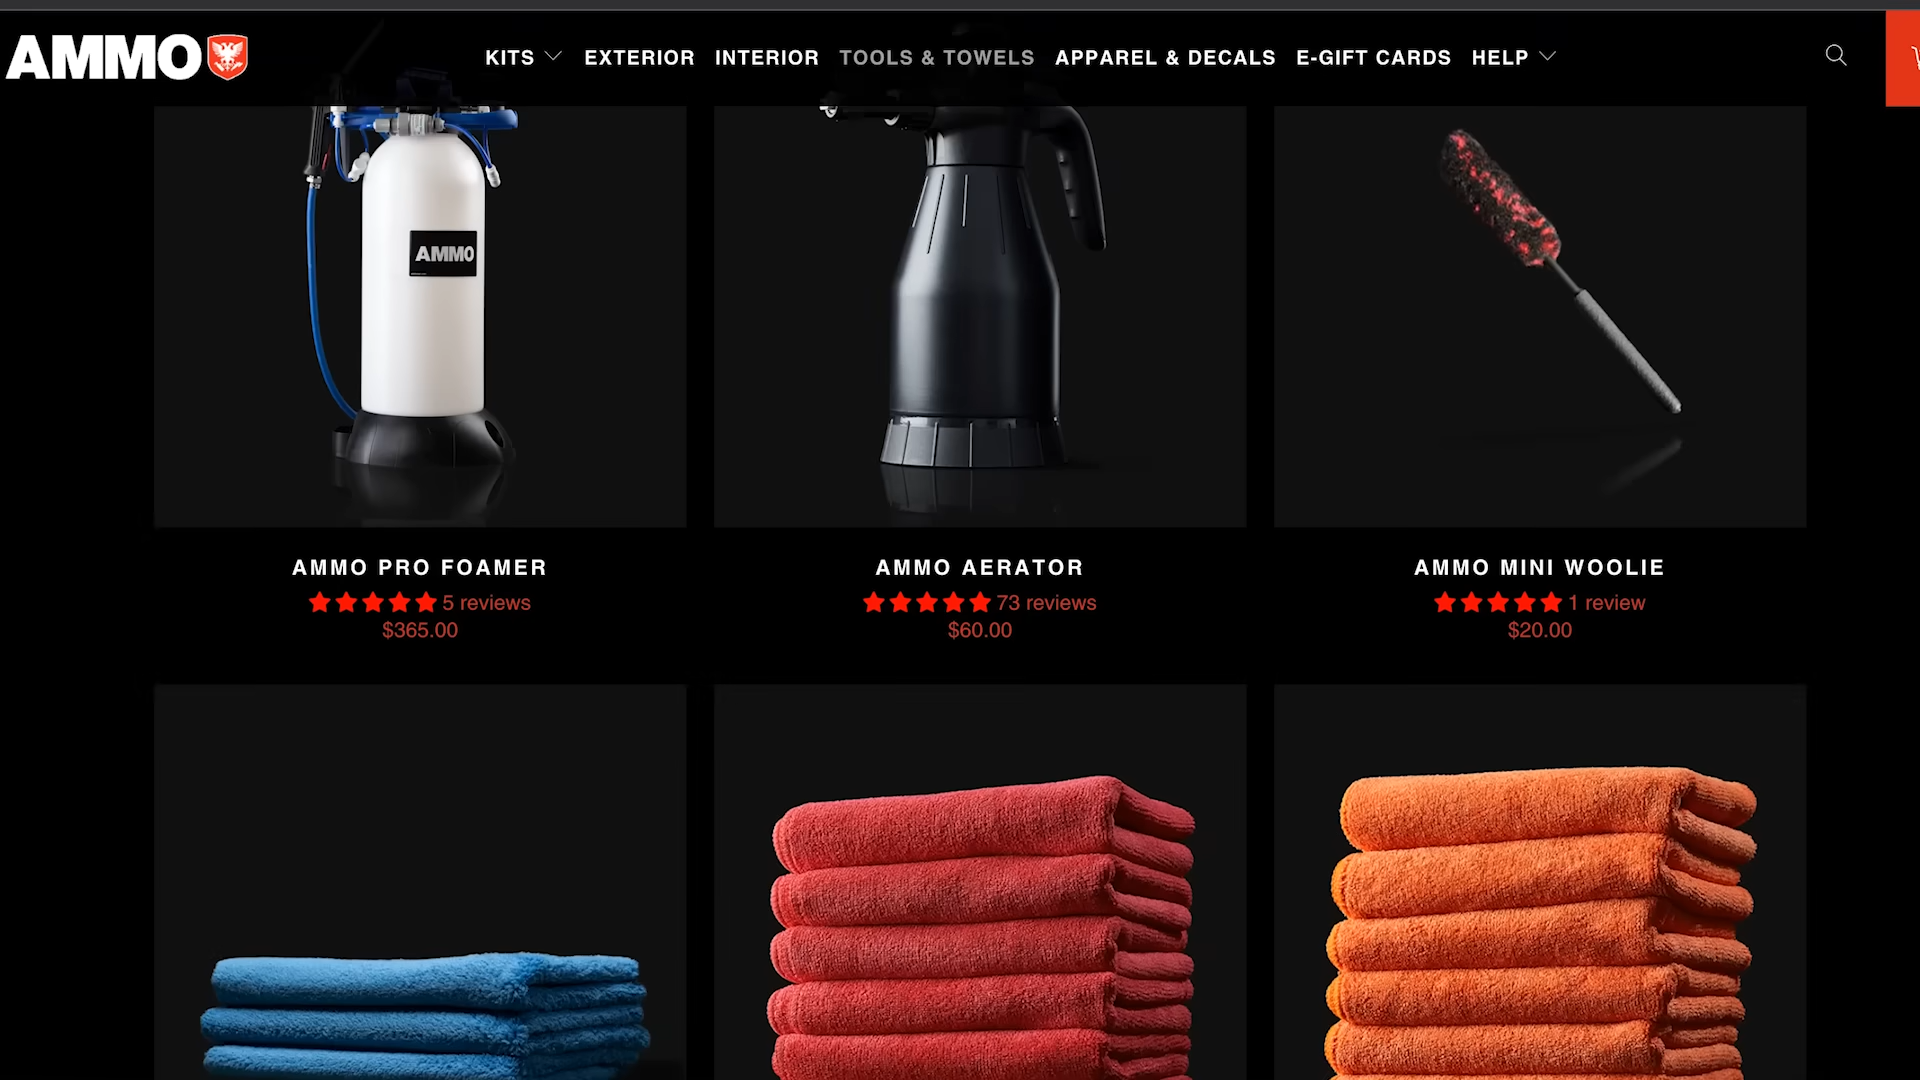 AMMO
KITS EXTERIOR INTERIOR TOOLS & TOWELS APPAREL & DECALS E-GIFT CARDS HELP
AMMO
AMMO PRO FOAMER
5 reviews
$365.00
AMMO AERATOR
73 reviews
$60.00
AMMO MINI WOOLIE
1 review
$20.00